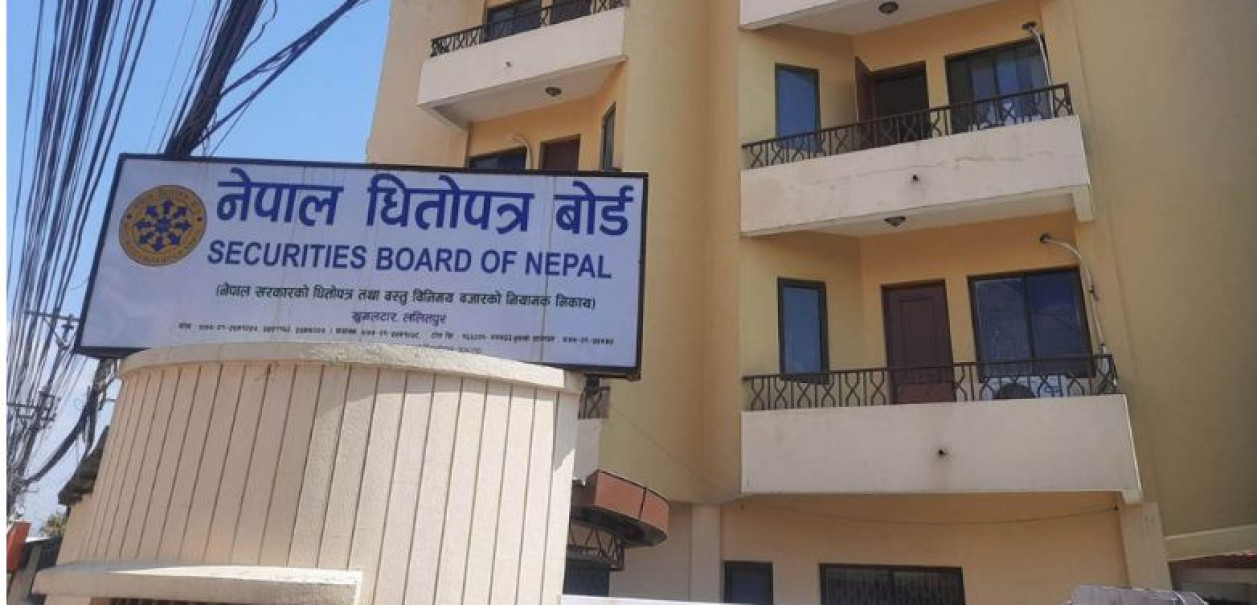 नेपाल धितोपत्र बोर्ड
SECURITIES BOARD OF NEPAL
(नेपाल सरकारको धितोपत्र तथा वस्तु विनिमय बजारको नियामक निकाय)
खुमलटार, ललितपुर